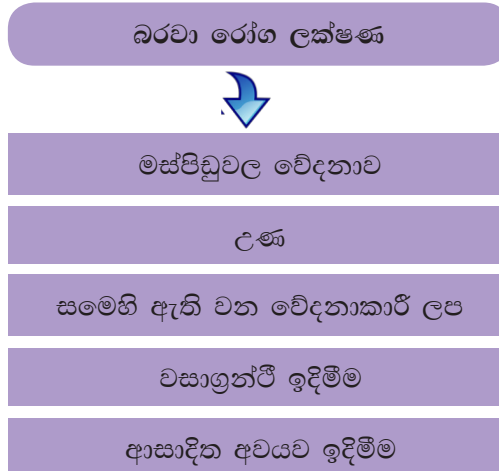 බරවා රෝග ලක්ෂණ
මස්පිඩුවල වේදනාව
උණ
සමෙහි ඇති වන වේදනාකාරී ලප
වසාග්‍රන්ථී ඉදිමීම
ආසාදිත අවයව ඉදිමීම